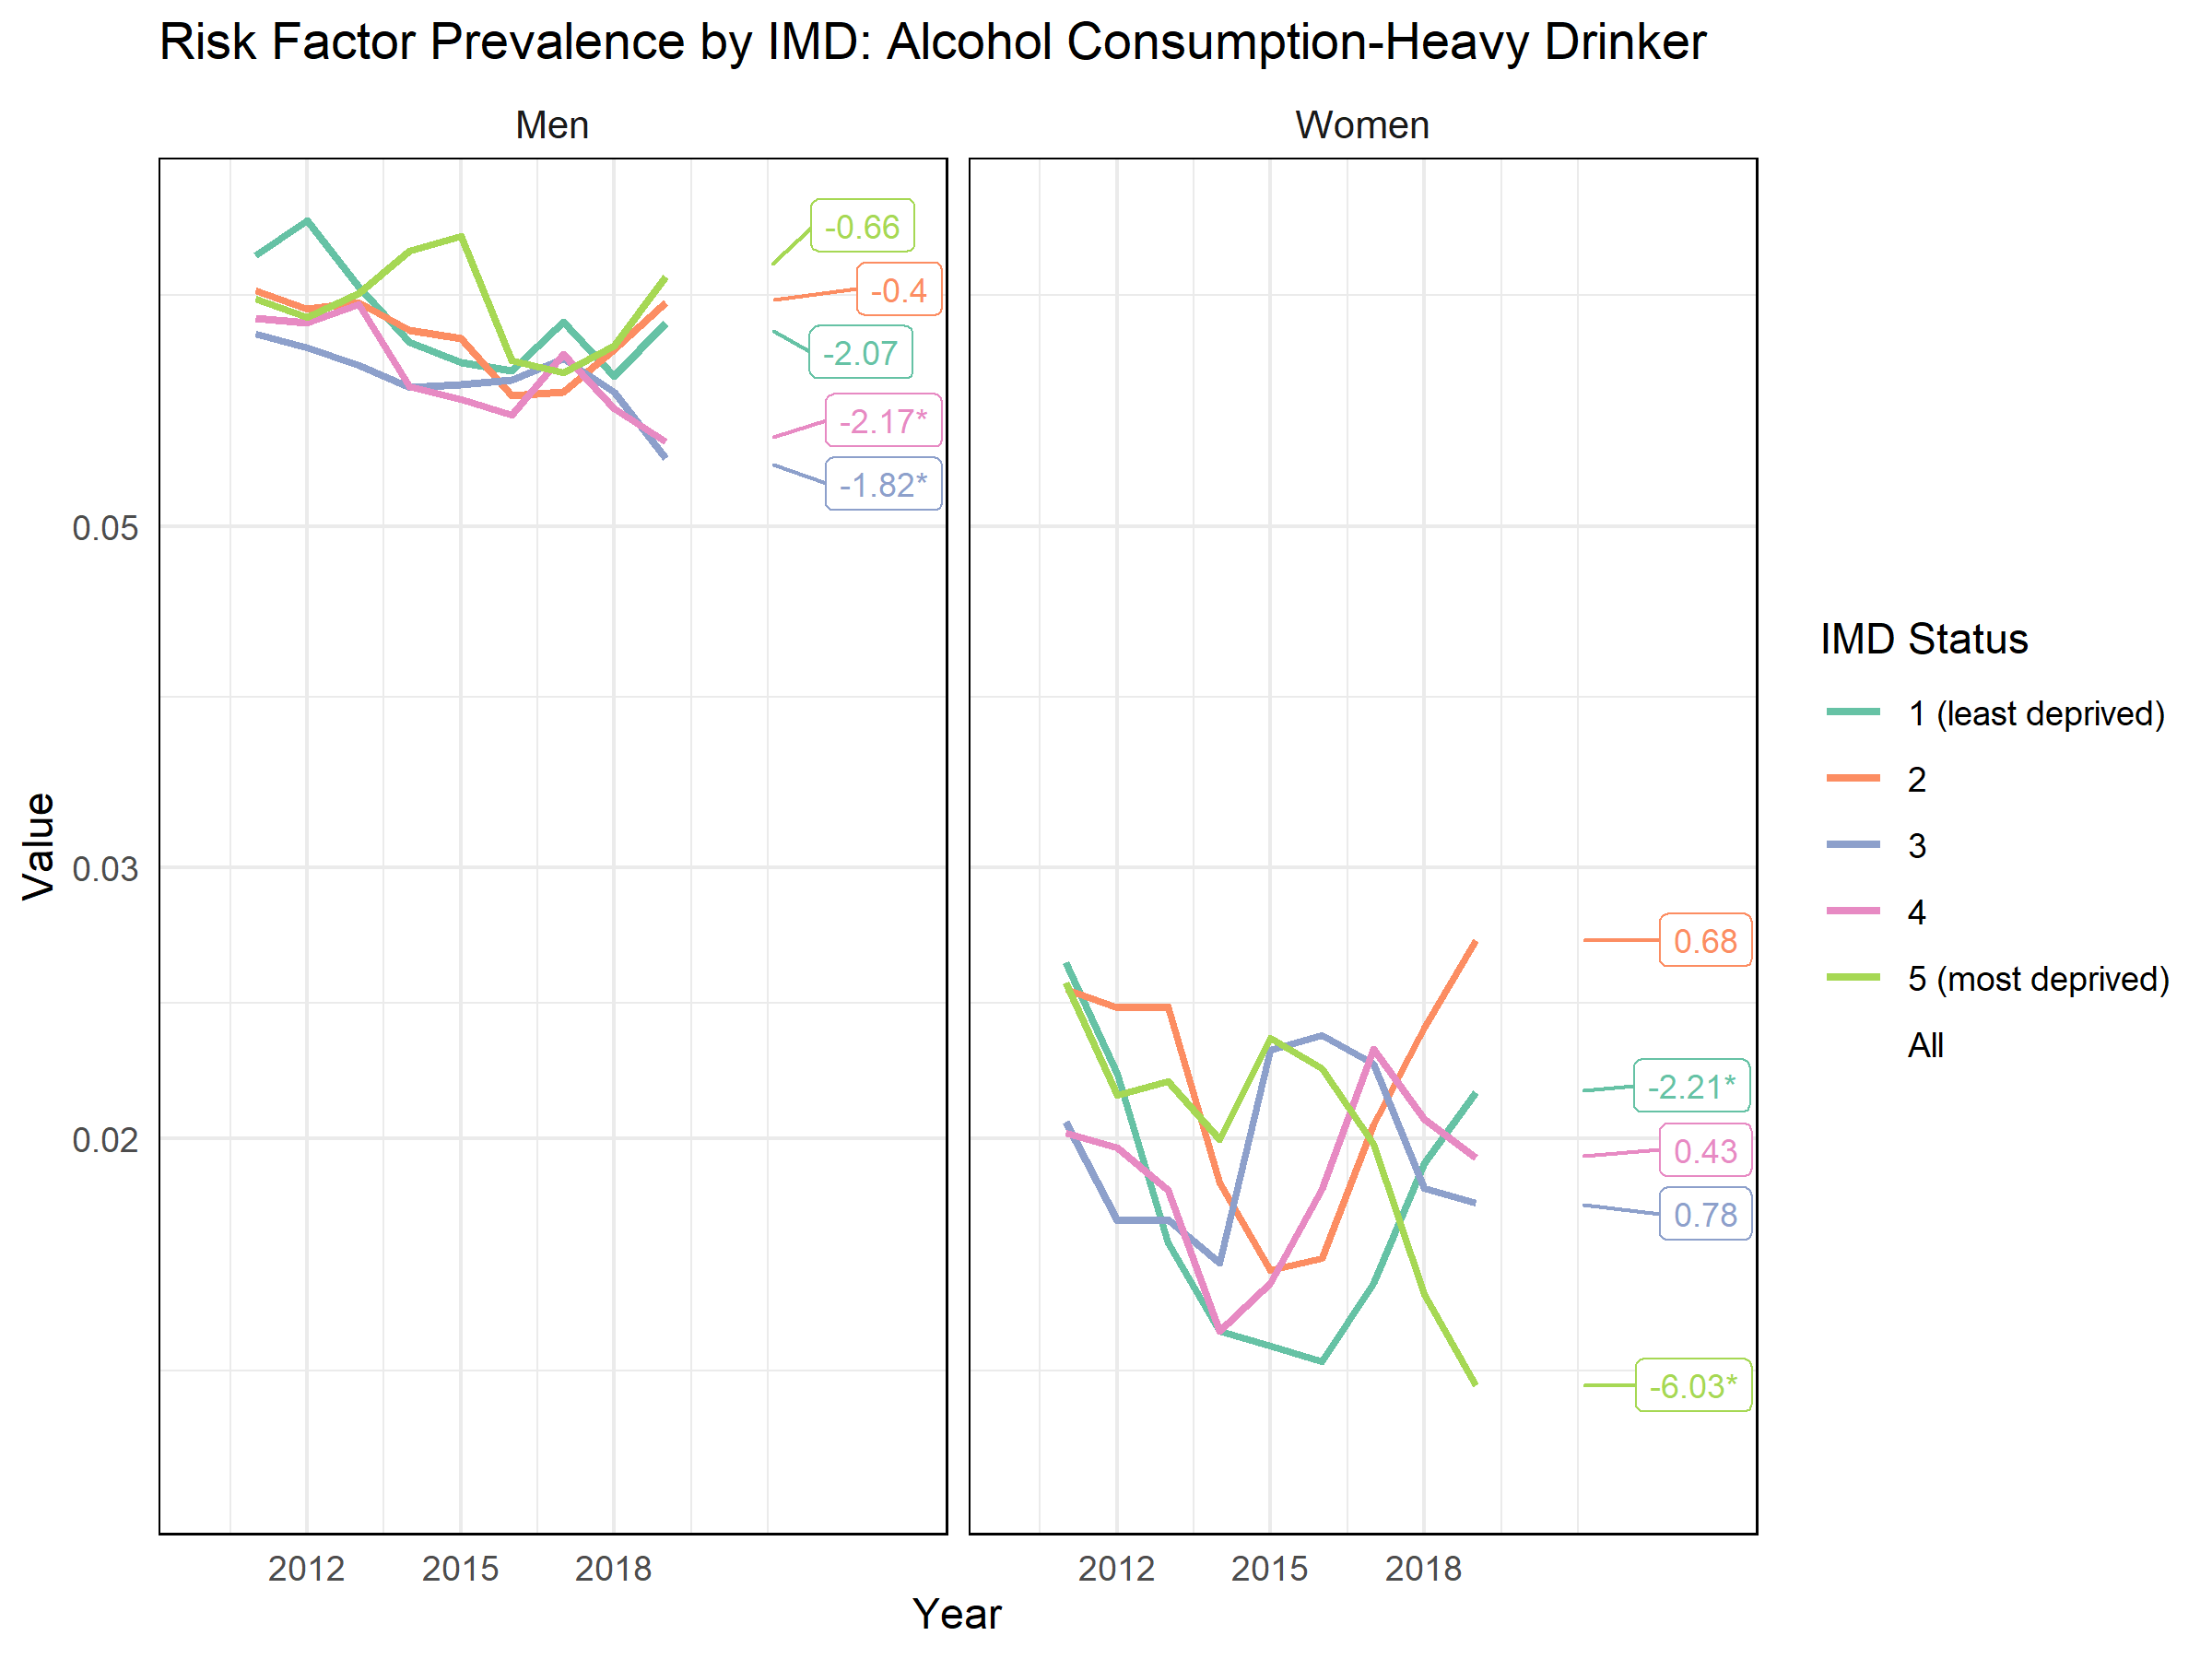 Risk Factor Prevalence by IMD: Alcohol Consumption-Heavy Drinker
Men
Women
-0.66
-0.4
-2.07
-2.17*
-1.82*
0.68
-2.21*
0.43
0.78
-6.03*
0.05
0.03
0.02
Value
2012
2015
2018
2012
2015
2018
Year
IMD Status
1 (least deprived)
2
3
4
5 (most deprived)
All